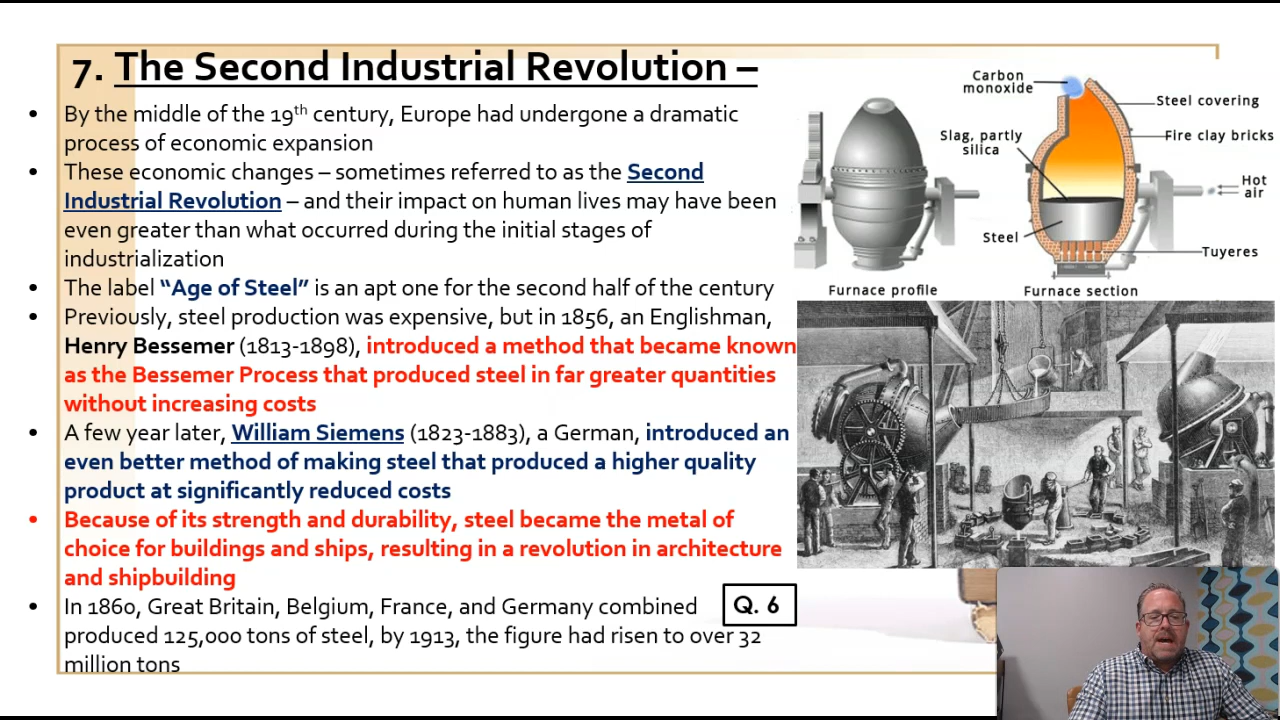 7. The Second Industrial Revolution –
• By the middle of the 19th century, Europe had undergone a dramatic
process of economic expansion
• These economic changes – sometimes referred to as the Second
Industrial Revolution – and their impact on human lives may have been
even greater than what occurred during the initial stages of
industrialization
• The label “Age of Steel” is an apt one for the second half of the century
• Previously, steel production was expensive, but in 1856, an Englishman,
Henry Bessemer (1813-1898), introduced a method that became known
as the Bessemer Process that produced steel in far greater quantities
without increasing costs
• A few year later, William Siemens (1823-1883), a German, introduced an
even better method of making steel that produced a higher quality
product at significantly reduced costs
• Because of its strength and durability, steel became the metal of
choice for buildings and ships, resulting in a revolution in architecture
and shipbuilding
• In 1860, Great Britain, Belgium, France, and Germany combined
produced 125,000 tons of steel, by 1913, the figure had risen to over 32
million tons
Q. 6
Carbon
monoxide
Steel covering
Slag, partly
silica
Fire clay bricks
Hot
air
Steel
Tuyeres
Furnace profile
Furnace section